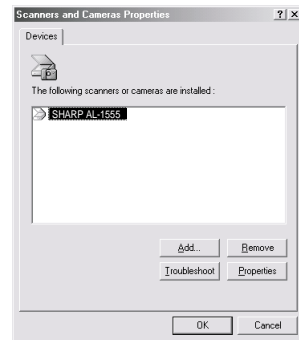 Scanners and Cameras Properties
Devices
The following scanners or cameras are installed :
SHARP AL-1555
Add...
Remove
Troubleshoot
Properties
OK
Cancel